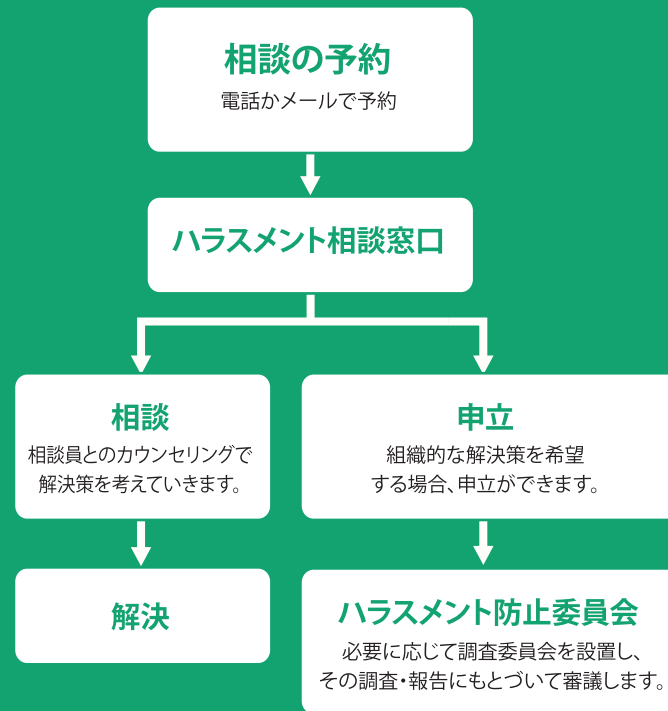 相談の予約
電話かメールで予約
ハラスメント相談窓口
相談
相談員とのカウンセリングで
解決策を考えていきます。
申立
組織的な解決策を希望
する場合、申立ができます。
解決
ハラスメント防止委員会
必要に応じて調査委員会を設置し、
その調査・報告にもとづいて審議します。